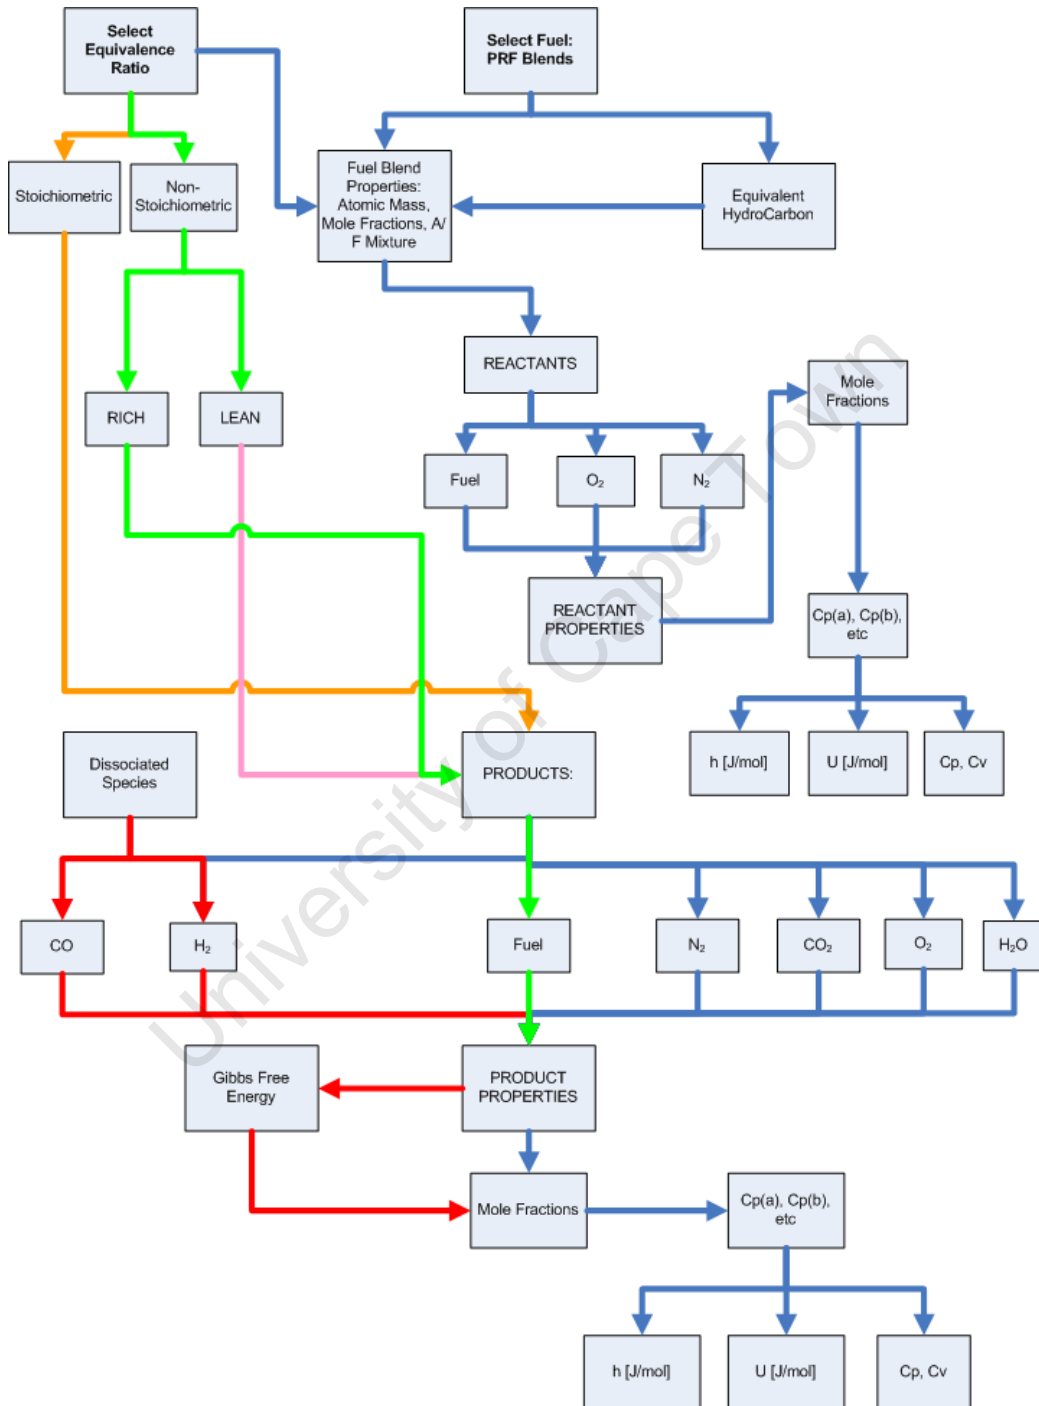 Select
Equivalence
Ratio
Select Fuel:
PRF Blends
Stoichiometric
Non-
Stoichiometric
Fuel Blend
Properties:
Atomic Mass,
Mole Fractions, A/
F Mixture
Equivalent
HydroCarbon
REACTANTS
Mole
Fractions
RICH
LEAN
Fuel
O₂
N₂
REACTANT
PROPERTIES
Cp(a), Cp(b),
etc
h [J/mol]
U [J/mol]
Cp, Cv
Dissociated
Species
PRODUCTS:
CO
H₂
Fuel
N₂
CO₂
O₂
H₂O
Gibbs Free
Energy
PRODUCT
PROPERTIES
Mole Fractions
Cp(a), Cp(b),
etc
h [J/mol]
U [J/mol]
Cp, Cv
University of Cape Town